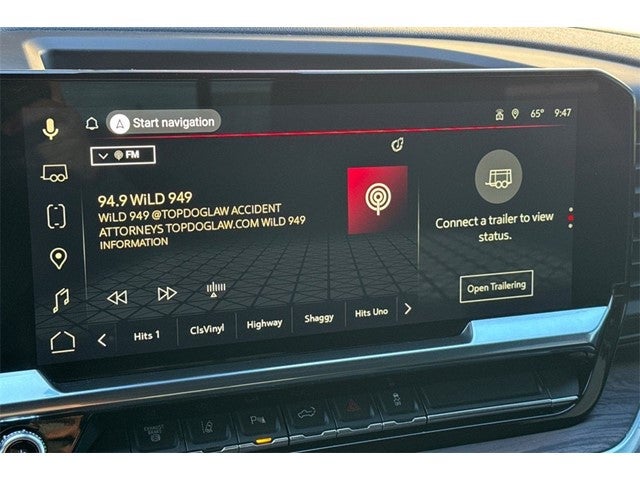 Start navigation
65° 9:47
FM
94.9 WiLD 949
WiLD 949 @TOPDOGLAW ACCIDENT
ATTORNEYS TOPDOGLAW.COM WiLD 949
INFORMATION
Connect a trailer to view
status.
Open Trailering
Hits 1 ClsVinyl Highway Shaggy Hits Uno